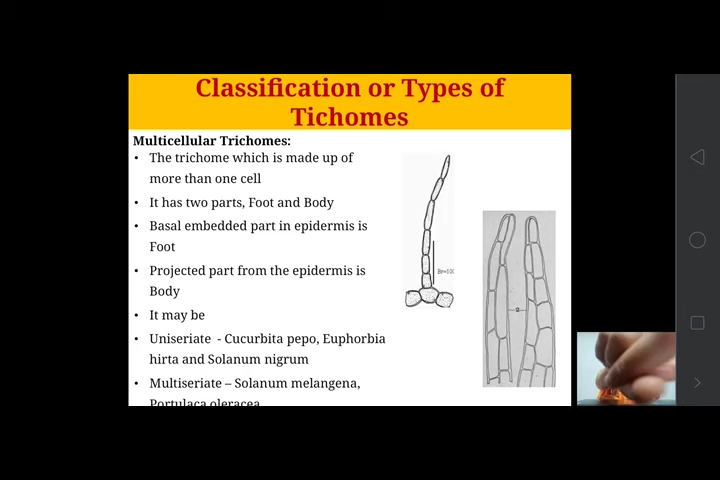 Classification or Types of
Tichomes
Multicellular Trichomes:
• The trichome which is made up of
more than one cell
• It has two parts, Foot and Body
• Basal embedded part in epidermis is
Foot
• Projected part from the epidermis is
Body
• It may be
• Uniseriate - Cucurbita pepo, Euphorbia
hirta and Solanum nigrum
• Multiseriate – Solanum melangena,
Portulaca oleracea